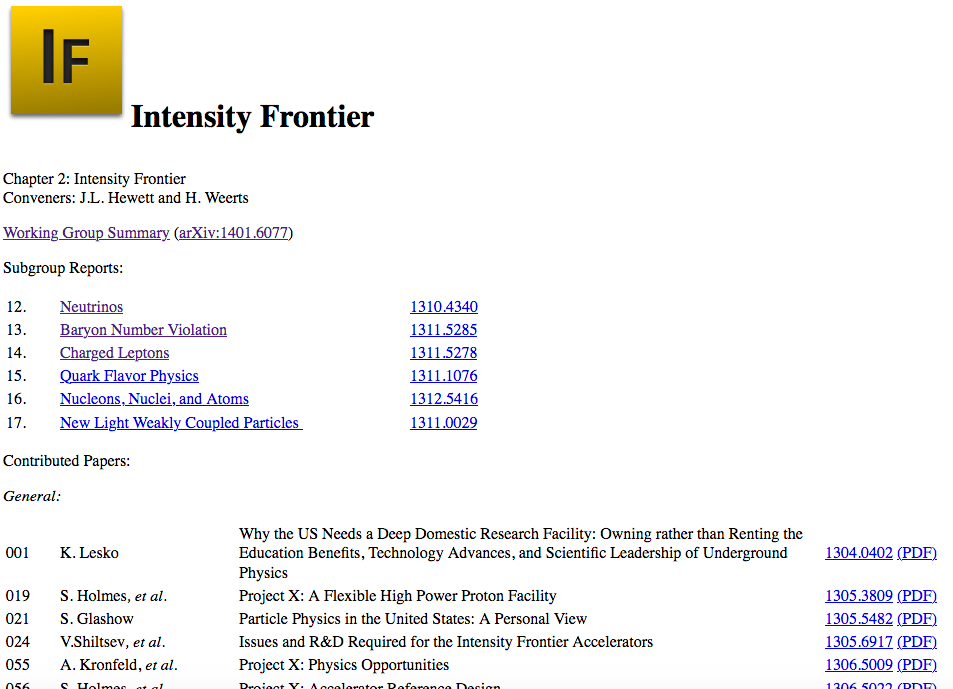 IF
Intensity Frontier
Chapter 2: Intensity Frontier
Conveners: J.L. Hewett and H. Weerts
Working Group Summary (arXiv:1401.6077)
Subgroup Reports:
12. Neutrinos 1310.4340
13. Baryon Number Violation 1311.5285
14. Charged Leptons 1311.5278
15. Quark Flavor Physics 1311.1076
16. Nucleons, Nuclei, and Atoms 1312.5416
17. New Light Weakly Coupled Particles 1311.0029
Contributed Papers:
General:
Why the US Needs a Deep Domestic Research Facility: Owning rather than Renting the
001 K. Lesko Education Benefits, Technology Advances, and Scientific Leadership of Underground 1304.0402 (PDF)
Physics
019 S. Holmes, et al. Project X: A Flexible High Power Proton Facility 1305.3809 (PDF)
021 S. Glashow Particle Physics in the United States: A Personal View 1305.5482 (PDF)
024 V.Shiltsev, et al. Issues and R&D Required for the Intensity Frontier Accelerators 1305.6917 (PDF)
055 A. Kronfeld, et al. Project X: Physics Opportunities 1306.5009 (PDF)
056 S. Holmes, et al. Project X: Accelerator Reference Design 1306.5022 (PDF)